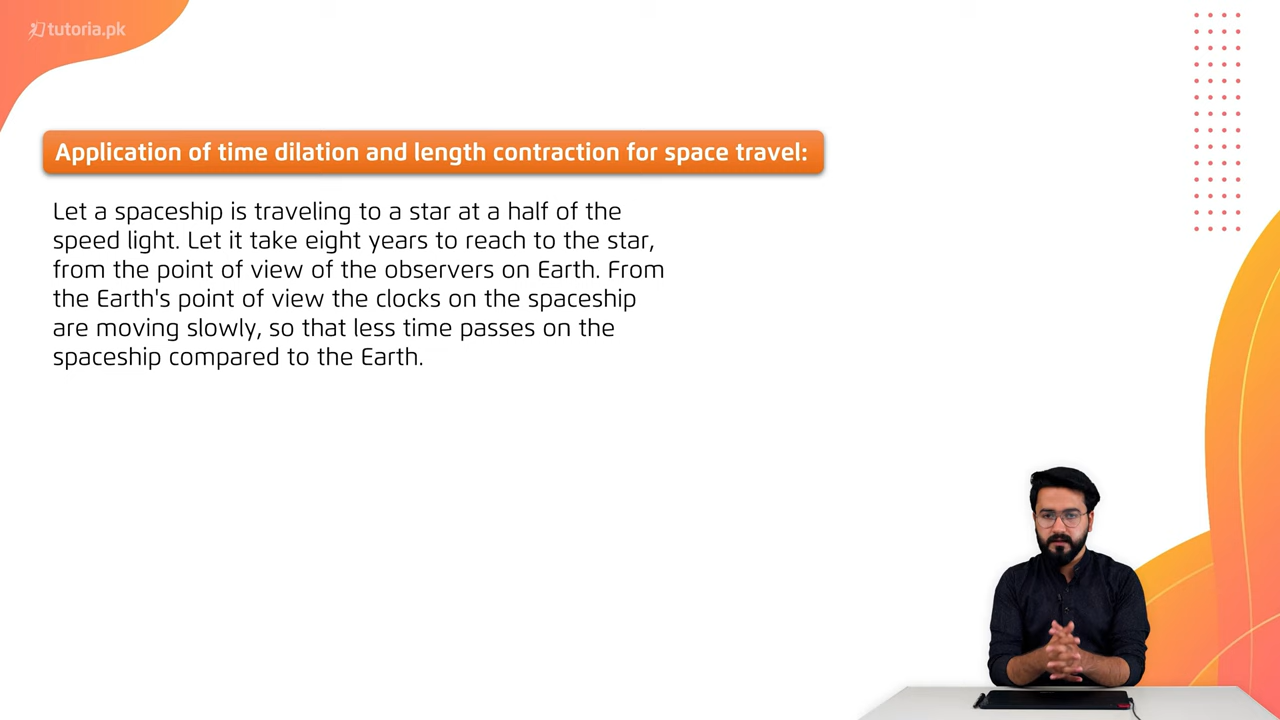 tutoria.pk
Application of time dilation and length contraction for space travel:
Let a spaceship is traveling to a star at a half of the
speed light. Let it take eight years to reach to the star,
from the point of view of the observers on Earth. From
the Earth's point of view the clocks on the spaceship
are moving slowly, so that less time passes on the
spaceship compared to the Earth.